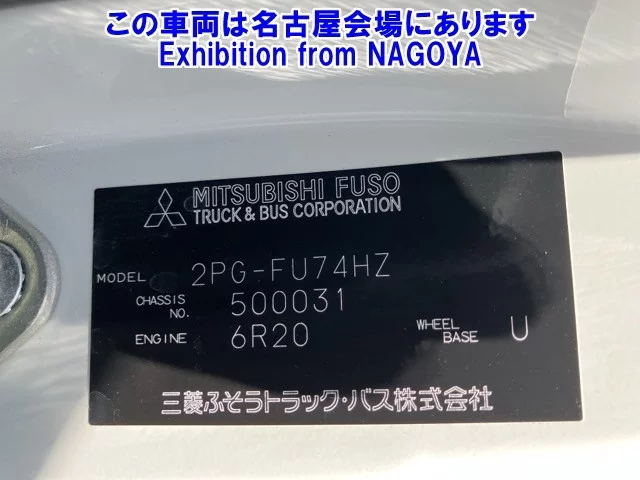 この車両は名古屋会場にあります
Exhibition from NAGOYA
MITSUBISHI FUSO
TRUCK & BUS CORPORATION
MODEL 2PG-FU74HZ
CHASSIS NO. 500031
ENGINE 6R20 WHEEL BASE U
三菱ふそうトラック・バス株式会社